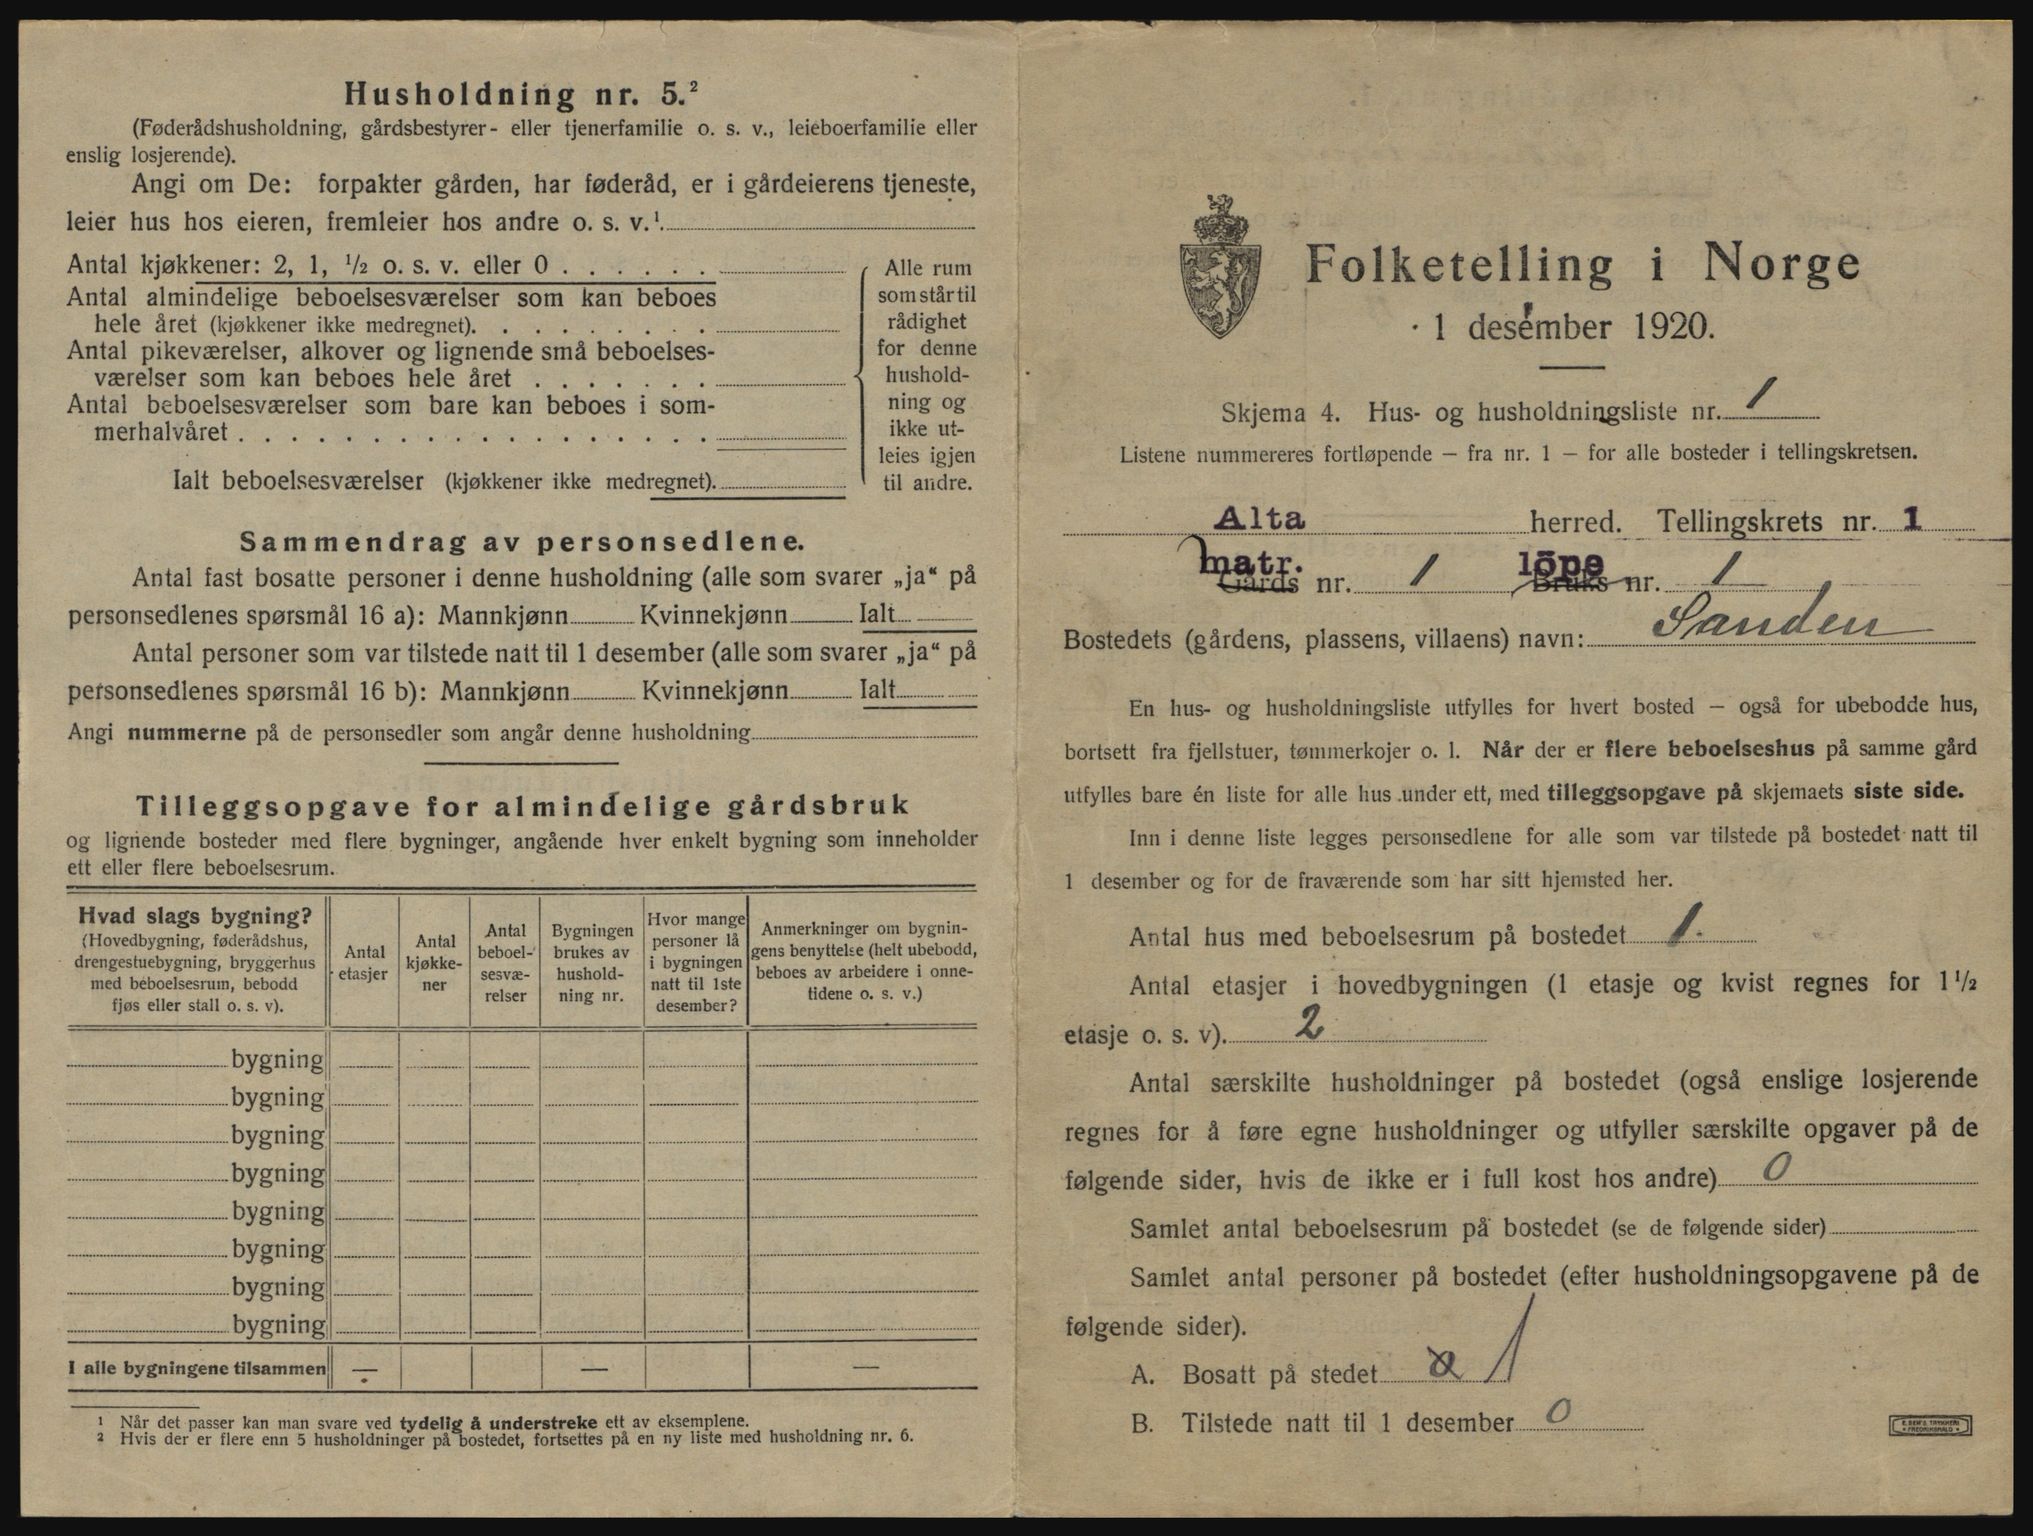 Husholdning nr. 5.²
(Føderådshusholdning, gårdsbestyrer- eller tjenerfamilie o. s. v., leieboerfamilie eller
enslig losjerende).
Angi om De: forpakter gården, har føderåd, er i gårdeierens tjeneste,
leier hus hos eieren, fremleier hos andre o. s. v.¹.
Antal kjøkkener: 2, 1, ½ o. s. v. eller 0 . . . . . .
Antal almindelige beboelsesværelser som kan beboes
hele året (kjøkkener ikke medregnet). . . . . . . . .
Antal pikeværelser, alkover og lignende små beboelses-
værelser som kan beboes hele året . . . . . . .
Antal beboelsesværelser som bare kan beboes i som-
merhalvåret . . . . . . . . . . . . . . . . . .
Ialt beboelsesværelser (kjøkkener ikke medregnet).
Alle rum
som står til
rådighet
for denne
hushold-
ning og
ikke ut-
leies igjen
til andre.
Sammendrag av personsedlene.
Antal fast bosatte personer i denne husholdning (alle som svarer „ja“ på
personsedlenes spørsmål 16 a): Mannkjønn Kvinnekjønn Ialt
Antal personer som var tilstede natt til 1 desember (alle som svarer „ja“ på
personsedlenes spørsmål 16 b): Mannkjønn Kvinnekjønn Ialt
Angi nummerne på de personsedler som angår denne husholdning
Tilleggsopgave for almindelige gårdsbruk
og lignende bosteder med flere bygninger, angående hver enkelt bygning som inneholder
ett eller flere beboelsesrum.
Hvad slags bygning?
(Hovedbygning, føderådshus,
drengestuebygning, bryggerhus
med beboelsesrum, bebodd
fjøs eller stall o. s. v).
Antal
etasjer
Antal
kjøkke-
ner
Antal
beboel-
sesvæ-
relser
Bygningen
brukes av
hushold-
ning nr.
Hvor mange
personer lå
i bygningen
natt til 1ste
desember?
Anmerkninger om bygnin-
gens benyttelse (helt ubebodd,
beboes av arbeidere i onne-
tidene o. s. v.)
bygning
bygning
bygning
bygning
bygning
bygning
bygning
bygning
I alle bygningene tilsammen — — —
¹ Når det passer kan man svare ved tydelig å understreke ett av eksemplene.
² Hvis der er flere enn 5 husholdninger på bostedet, fortsettes på en ny liste med husholdning nr. 6.
Folketelling i Norge
1 desember 1920.
Skjema 4. Hus- og husholdningsliste nr. 1
Listene nummereres fortløpende — fra nr. 1 — for alle bosteder i tellingskretsen.
Alta herred. Tellingskrets nr. 1
matr. löpe
Gårds nr. 1 Bruks nr. 1
Bostedets (gårdens, plassens, villaens) navn: Sanden
En hus- og husholdningsliste utfylles for hvert bosted — også for ubebodde hus,
bortsett fra fjellstuer, tømmerkojer o. l. Når der er flere beboelseshus på samme gård
utfylles bare én liste for alle hus under ett, med tilleggsopgave på skjemaets siste side.
Inn i denne liste legges personsedlene for alle som var tilstede på bostedet natt til
1 desember og for de fraværende som har sitt hjemsted her.
Antal hus med beboelsesrum på bostedet 1.
Antal etasjer i hovedbygningen (1 etasje og kvist regnes for 1½
etasje o. s. v). 2
Antal særskilte husholdninger på bostedet (også enslige losjerende
regnes for å føre egne husholdninger og utfyller særskilte opgaver på de
følgende sider, hvis de ikke er i full kost hos andre) 0
Samlet antal beboelsesrum på bostedet (se de følgende sider)
Samlet antal personer på bostedet (efter husholdningsopgavene på de
følgende sider).
A. Bosatt på stedet 1
B. Tilstede natt til 1 desember 0